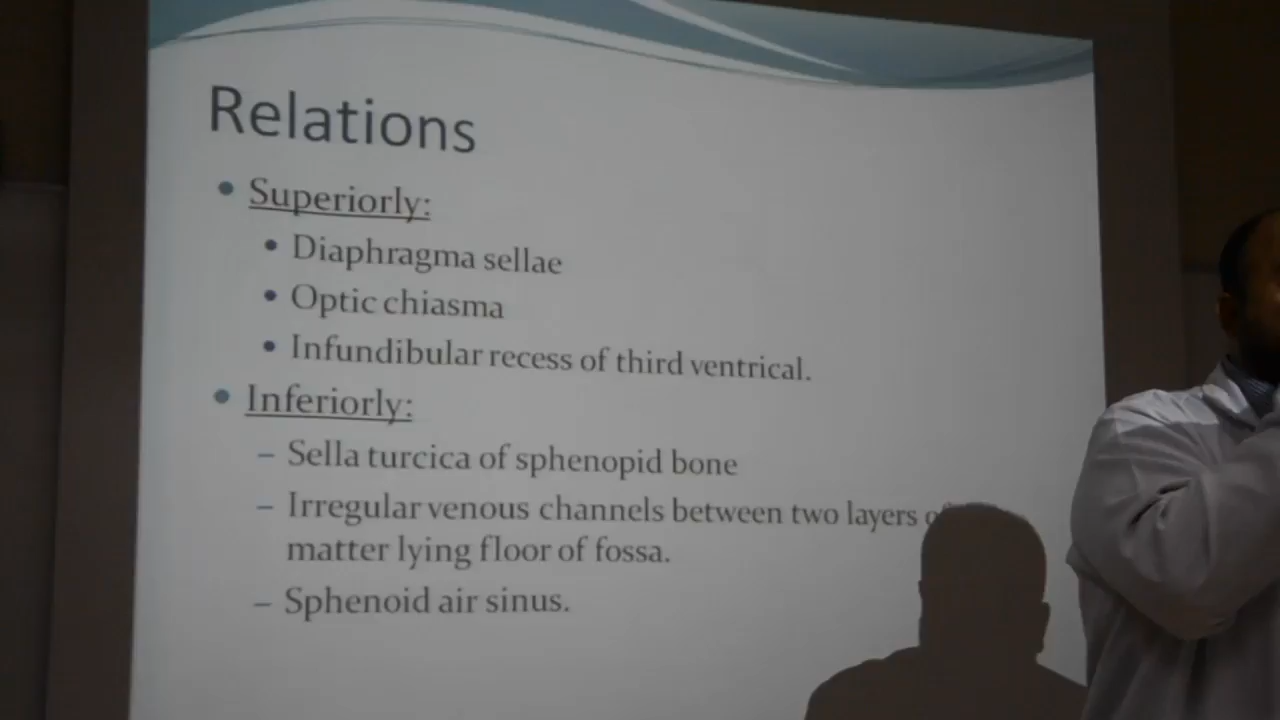 Relations
• Superiorly:
• Diaphragma sellae
• Optic chiasma
• Infundibular recess of third ventrical.
• Inferiorly:
– Sella turcica of sphenopid bone
– Irregular venous channels between two layers
matter lying floor of fossa.
– Sphenoid air sinus.